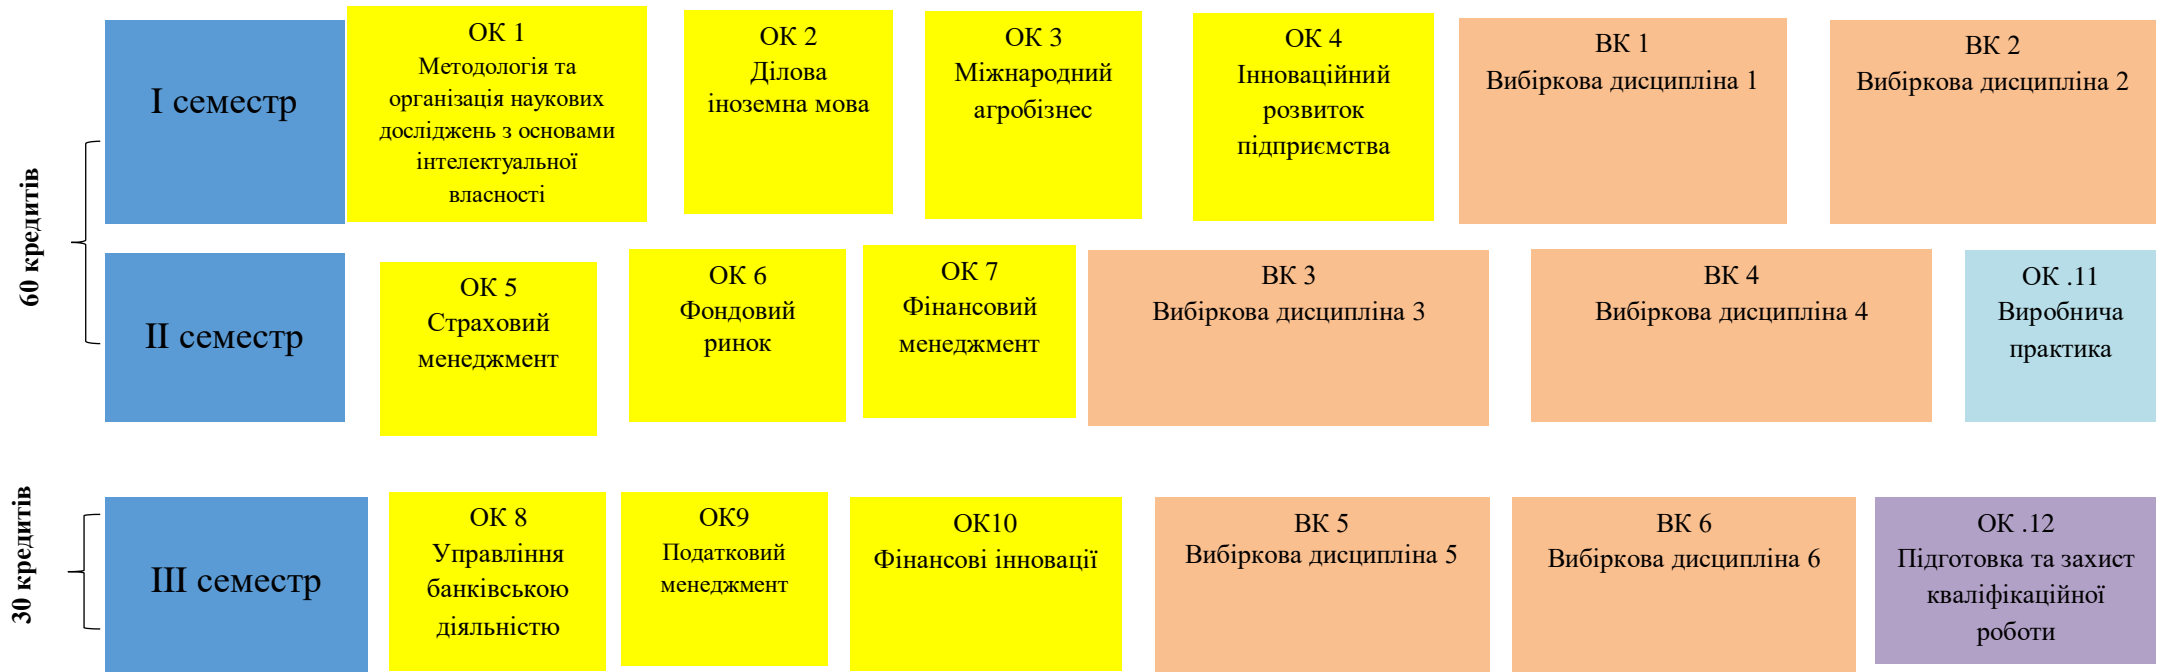 60 кредитів
I семестр
ОК 1
Методологія та
організація наукових
досліджень з основами
інтелектуальної
власності
ОК 2
Ділова
іноземна мова
ОК 3
Міжнародний
агробізнес
ОК 4
Інноваційний
розвиток
підприємства
ВК 1
Вибіркова дисципліна 1
ВК 2
Вибіркова дисципліна 2
II семестр
ОК 5
Страховий
менеджмент
ОК 6
Фондовий
ринок
ОК 7
Фінансовий
менеджмент
ВК 3
Вибіркова дисципліна 3
ВК 4
Вибіркова дисципліна 4
ОК .11
Виробнича
практика
30 кредитів
III семестр
ОК 8
Управління
банківською
діяльністю
ОК9
Податковий
менеджмент
ОК10
Фінансові інновації
ВК 5
Вибіркова дисципліна 5
ВК 6
Вибіркова дисципліна 6
ОК .12
Підготовка та захист
кваліфікаційної
роботи